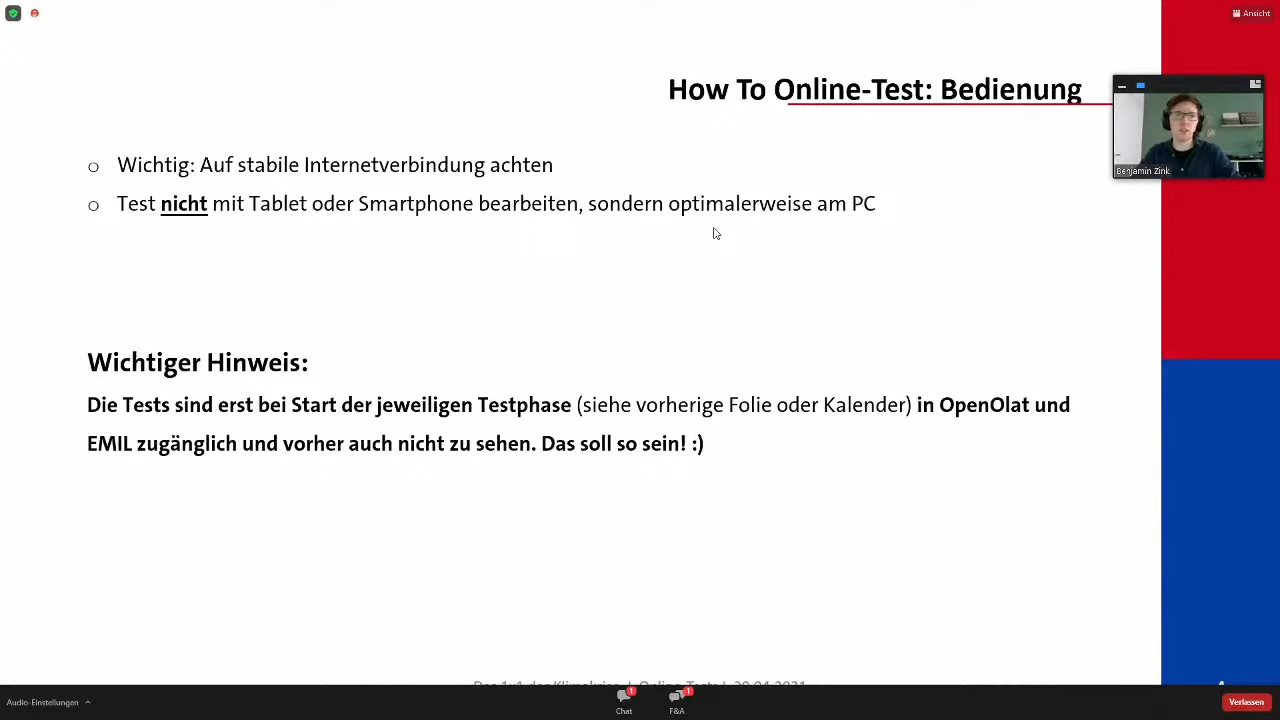 Ansicht
How To Online-Test: Bedienung
Benjamin Zink
Wichtig: Auf stabile Internetverbindung achten
Test nicht mit Tablet oder Smartphone bearbeiten, sondern optimalerweise am PC
Wichtiger Hinweis:
Die Tests sind erst bei Start der jeweiligen Testphase (siehe vorherige Folie oder Kalender) in OpenOlat und
EMIL zugänglich und vorher auch nicht zu sehen. Das soll so sein! :)
Audio-Einstellungen
1
Chat
1
F&A
Verlassen